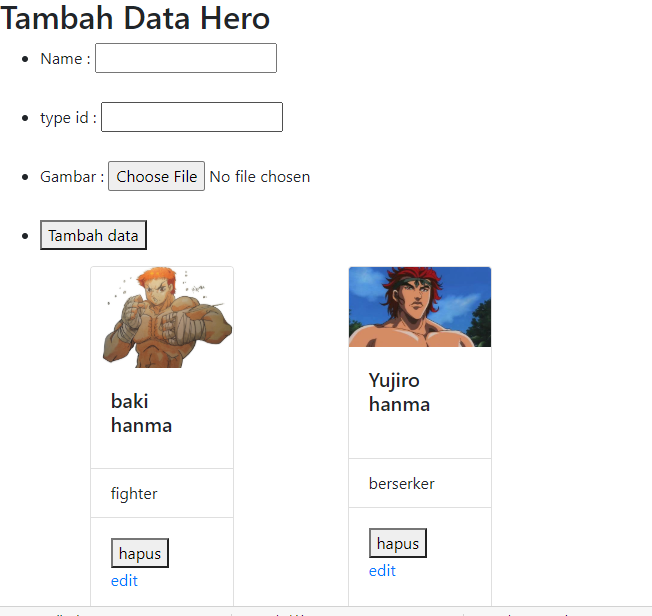 Tambah Data Hero
Name :
type id :
Gambar : Choose File No file chosen
Tambah data
baki
hanma
fighter
hapus
edit
Yujiro
hanma
berserker
hapus
edit